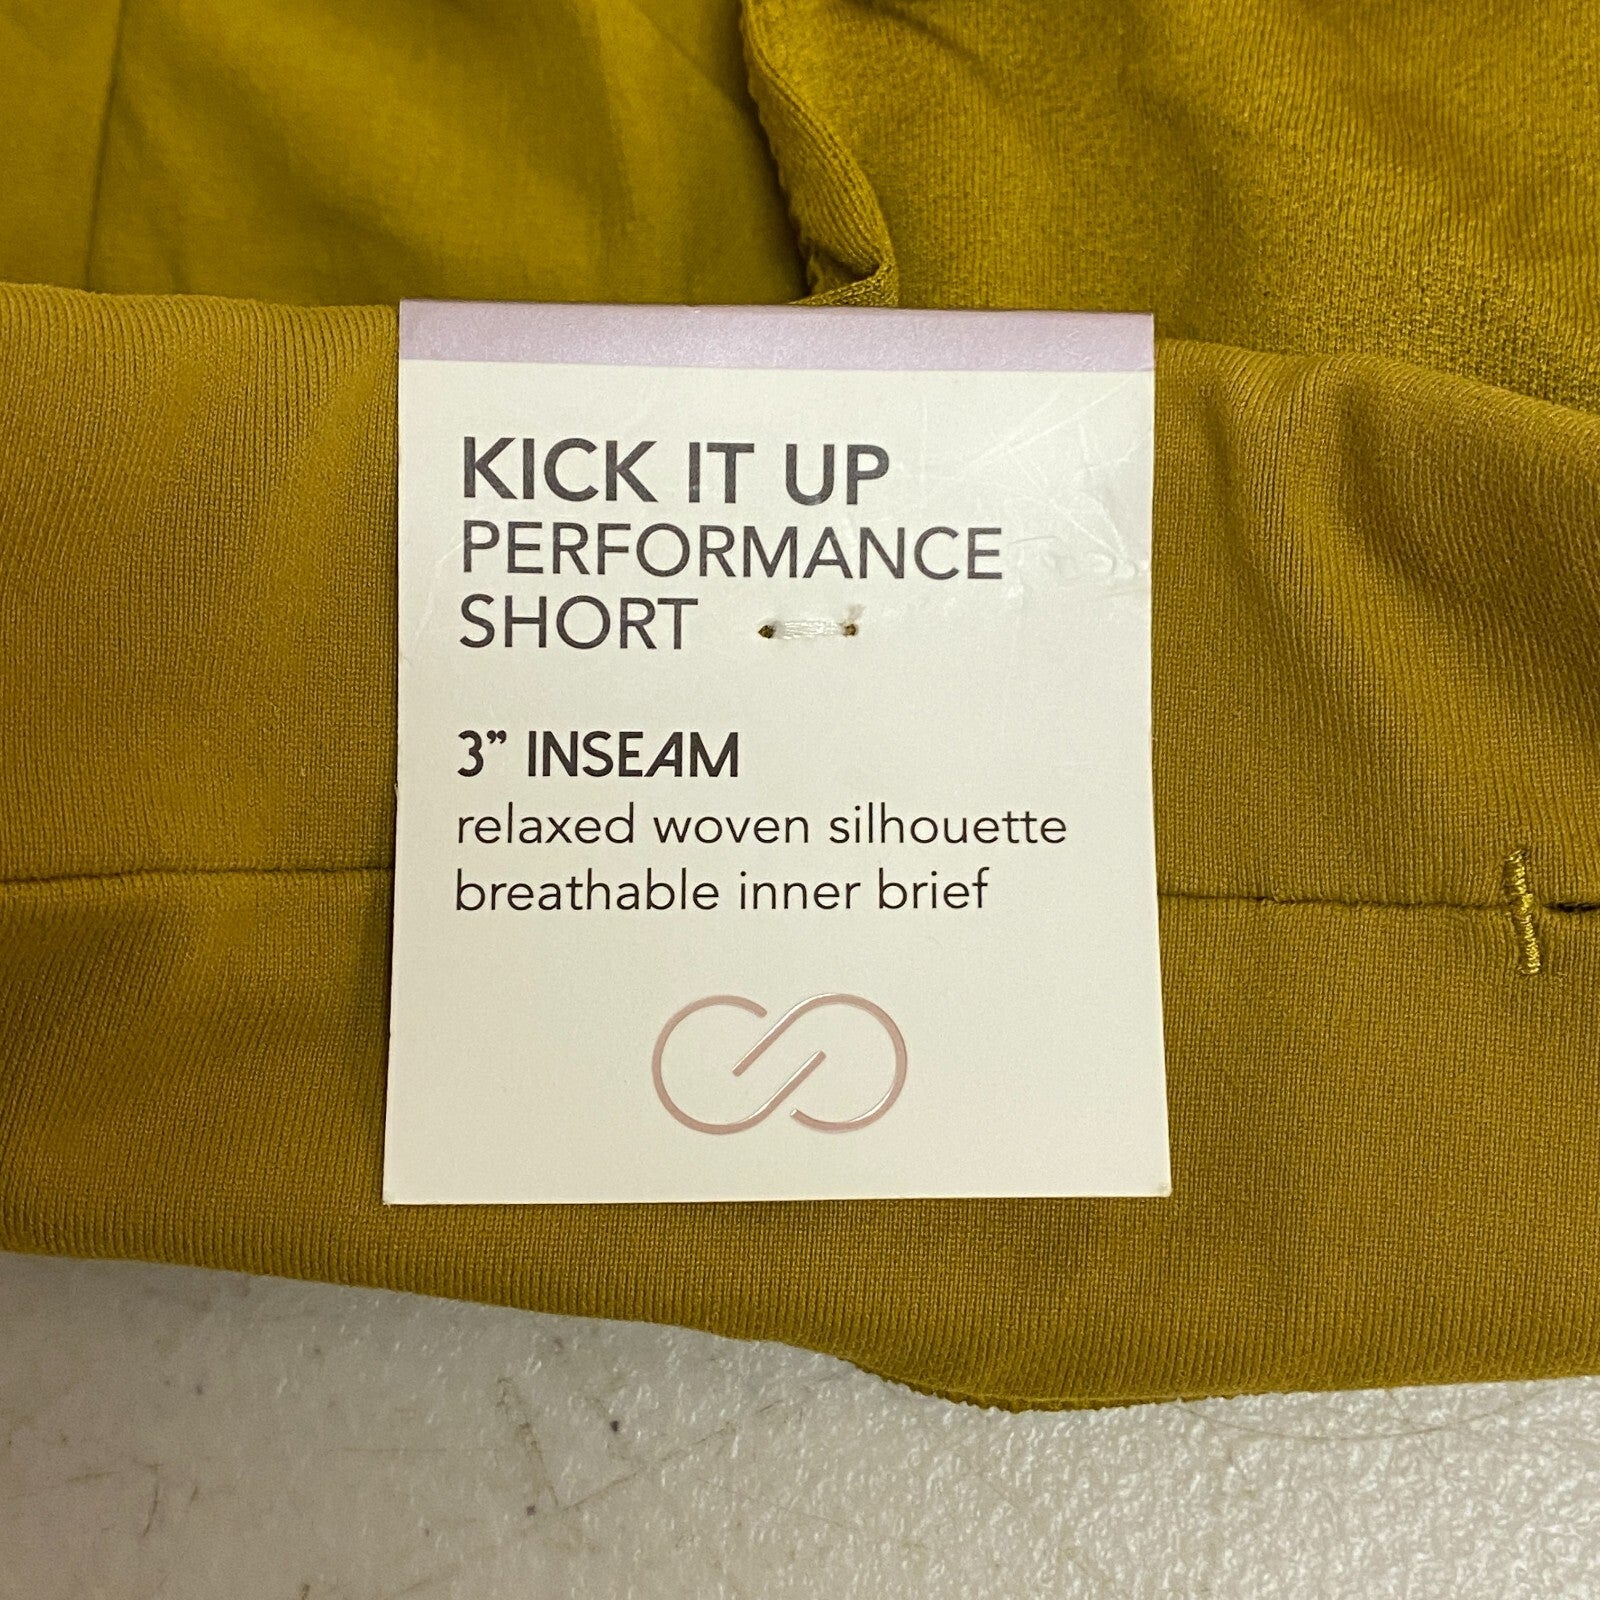 KICK IT UP
PERFORMANCE
SHORT
3” INSEAM
relaxed woven silhouette
breathable inner brief